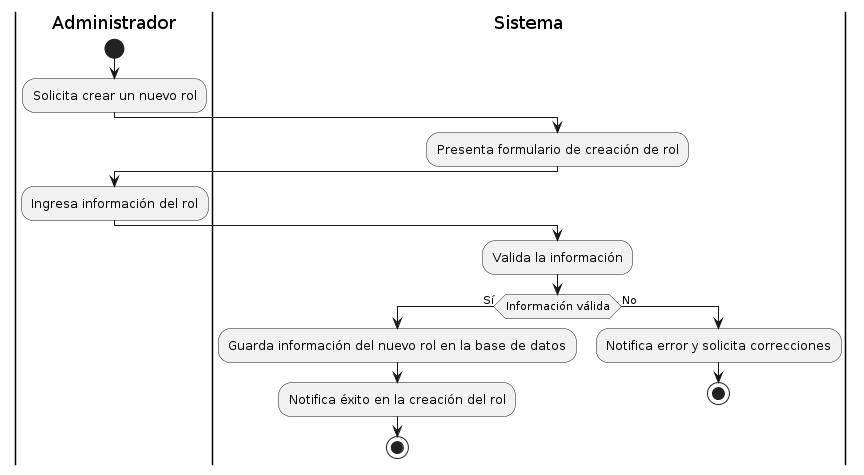 Administrador
Sistema
Solicita crear un nuevo rol
Presenta formulario de creación de rol
Ingresa información del rol
Valida la información
Sí
Información válida
No
Guarda información del nuevo rol en la base de datos
Notifica error y solicita correcciones
Notifica éxito en la creación del rol